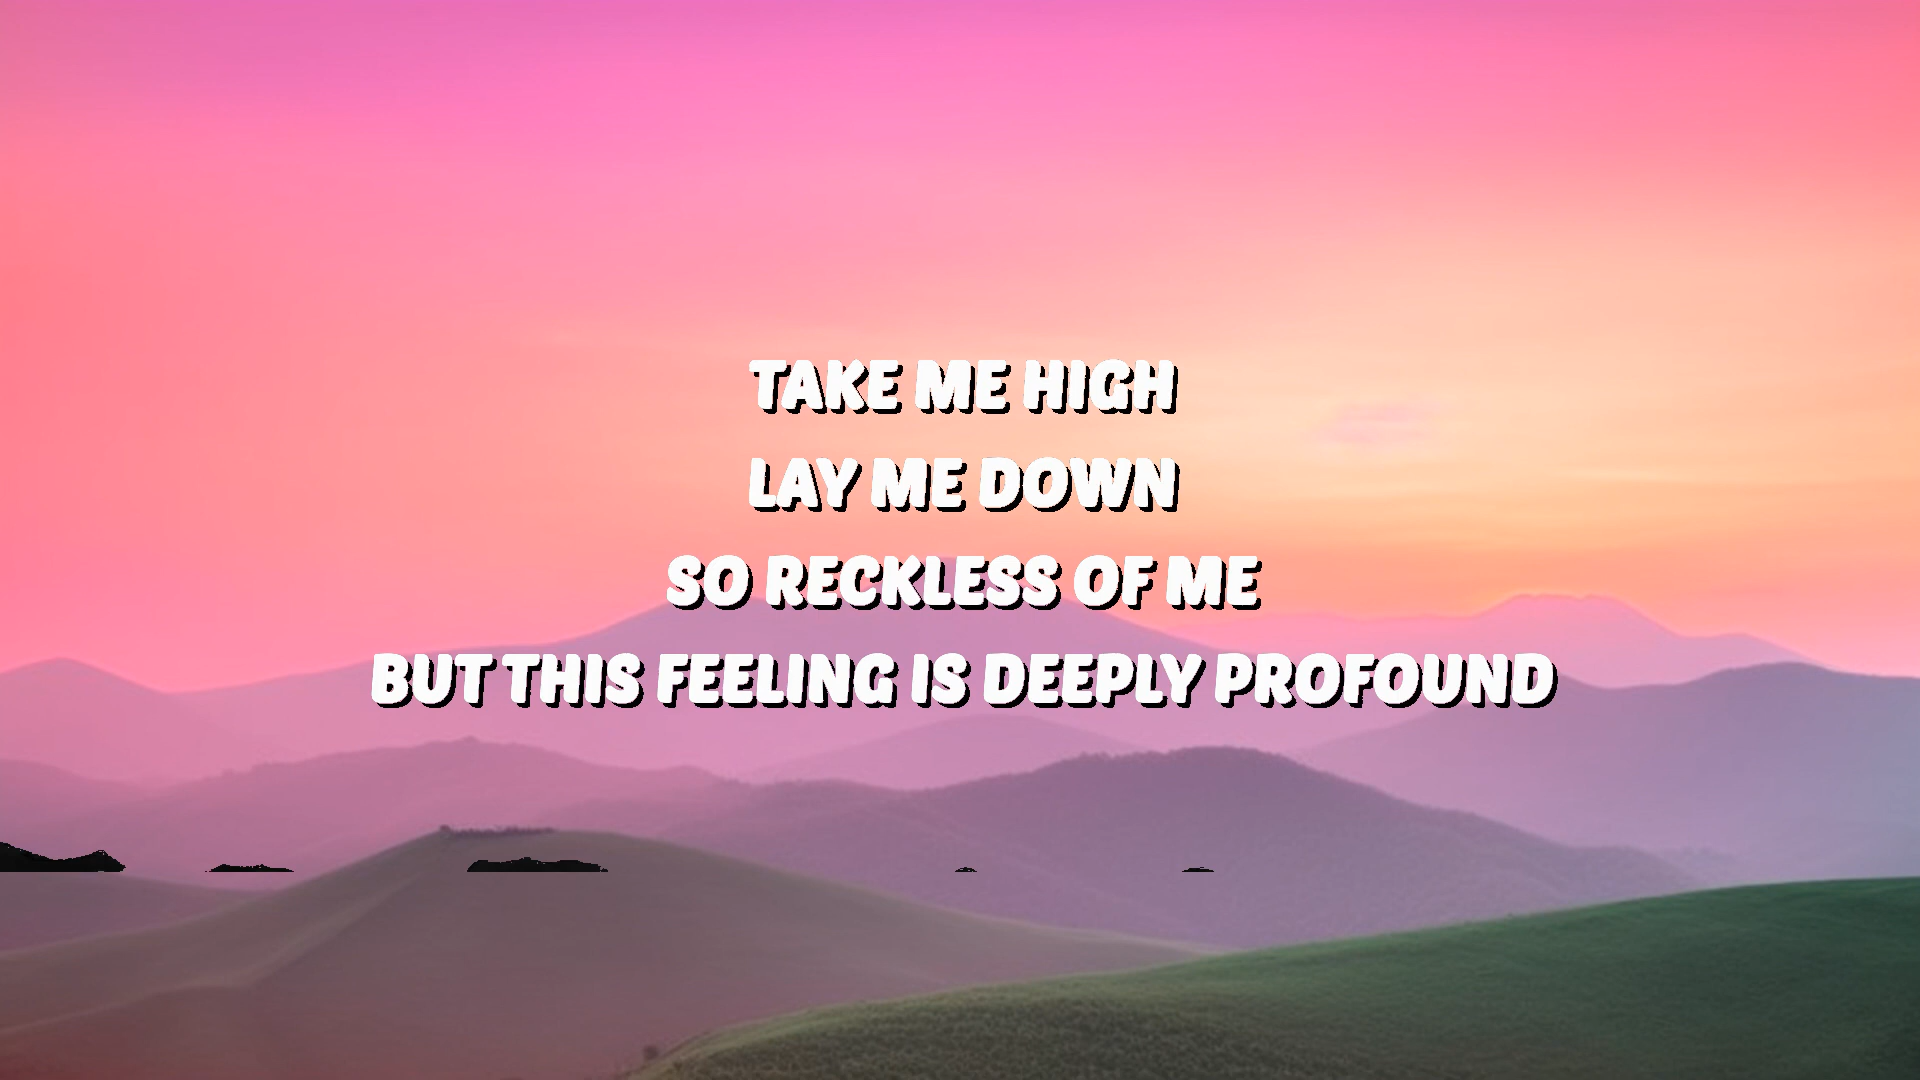 TAKE ME HIGH
LAY ME DOWN
SO RECKLESS OF ME
BUT THIS FEELING IS DEEPLY PROFOUND